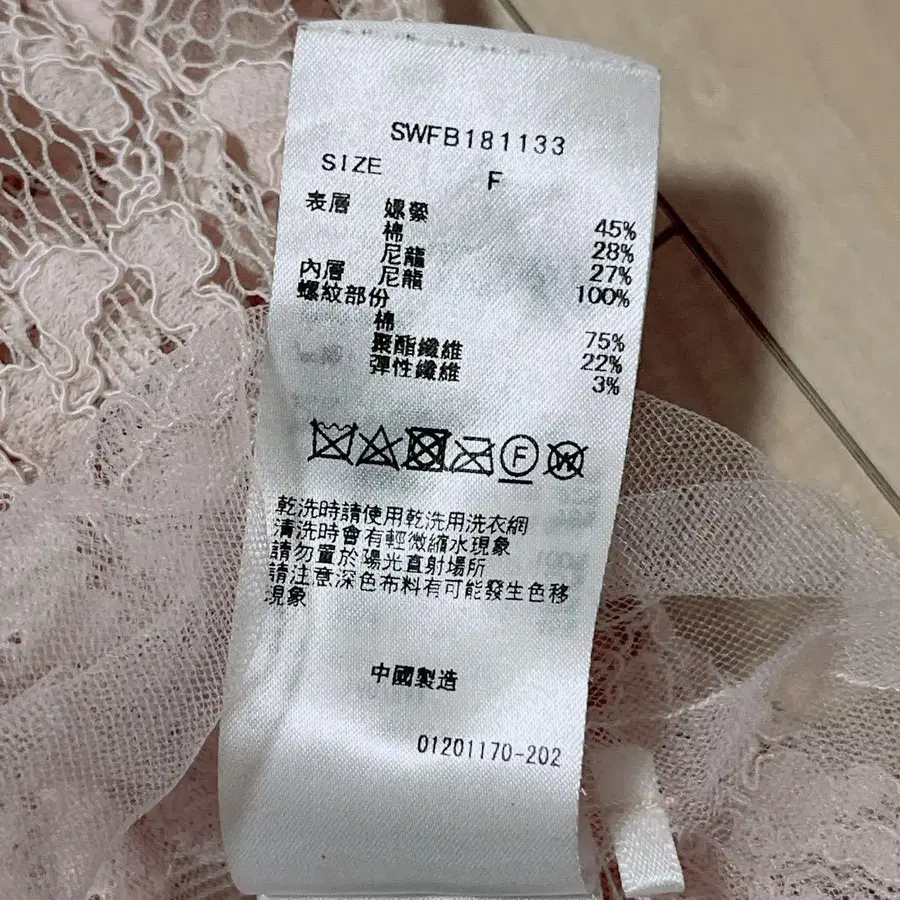 SWFB181133
SIZE F
表層 嫘縈 45%
棉 28%
尼龍 27%
內層 尼龍 100%
螺紋部份
棉 75%
聚酯纖維 22%
彈性纖維 3%
F W
乾洗時請使用乾洗用洗衣網
清洗時會有輕微縮水現象
請勿置於陽光直射場所
請注意深色布料有可能發生色移
現象
中國製造
01201170-202